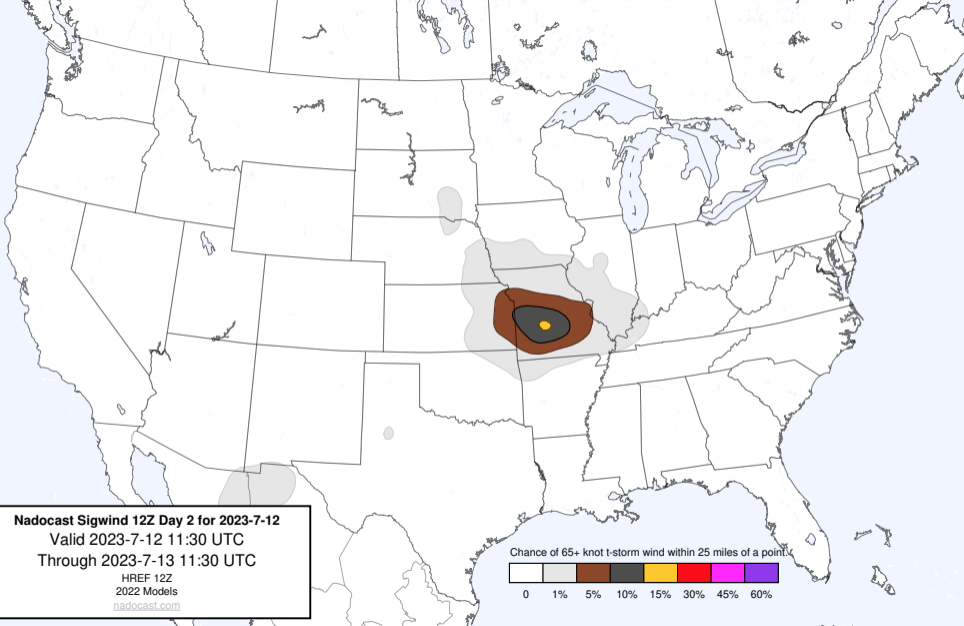 Nadocast Sigwind 12Z Day 2 for 2023-7-12
Valid 2023-7-12 11:30 UTC
Through 2023-7-13 11:30 UTC
HREF 12Z
2022 Models
nadocast.com
Chance of 65+ knot t-storm wind within 25 miles of a point.
0 1% 5% 10% 15% 30% 45% 60%